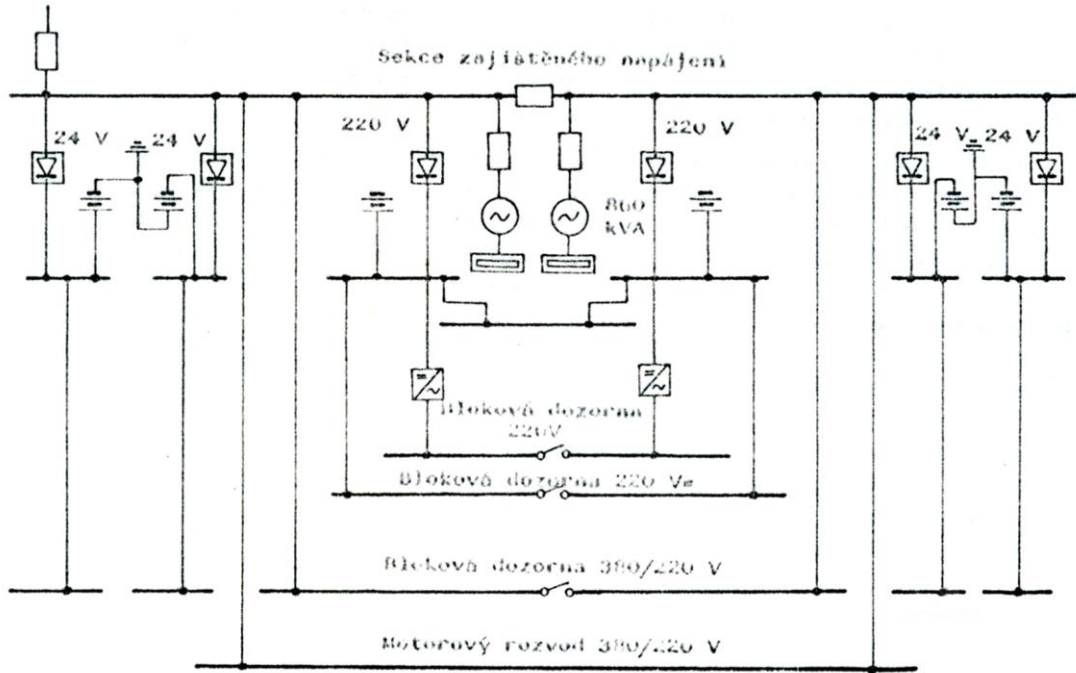 Sekce zajištěného napájení
24 V
24 V
220 V
220 V
24 V
24 V
860
kVA
Bloková dozorna
220V
Bloková dozorna 220 V=
Bloková dozorna 380/220 V
Motorový rozvod 380/220 V